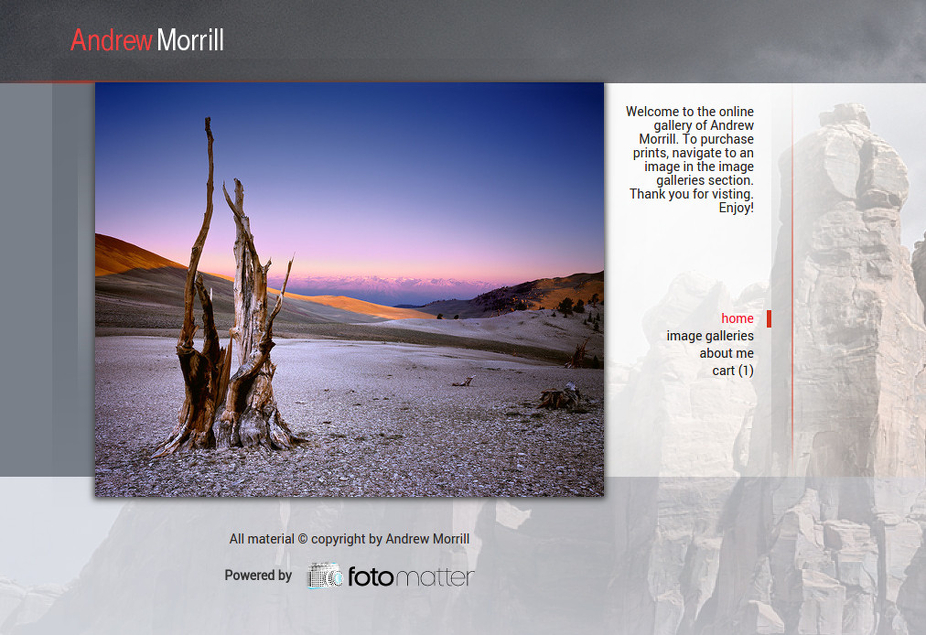 Andrew Morrill
Welcome to the online
gallery of Andrew
Morrill. To purchase
prints, navigate to an
image in the image
galleries section.
Thank you for visting.
Enjoy!
home
image galleries
about me
cart (1)
All material © copyright by Andrew Morrill
Powered by fotomatter